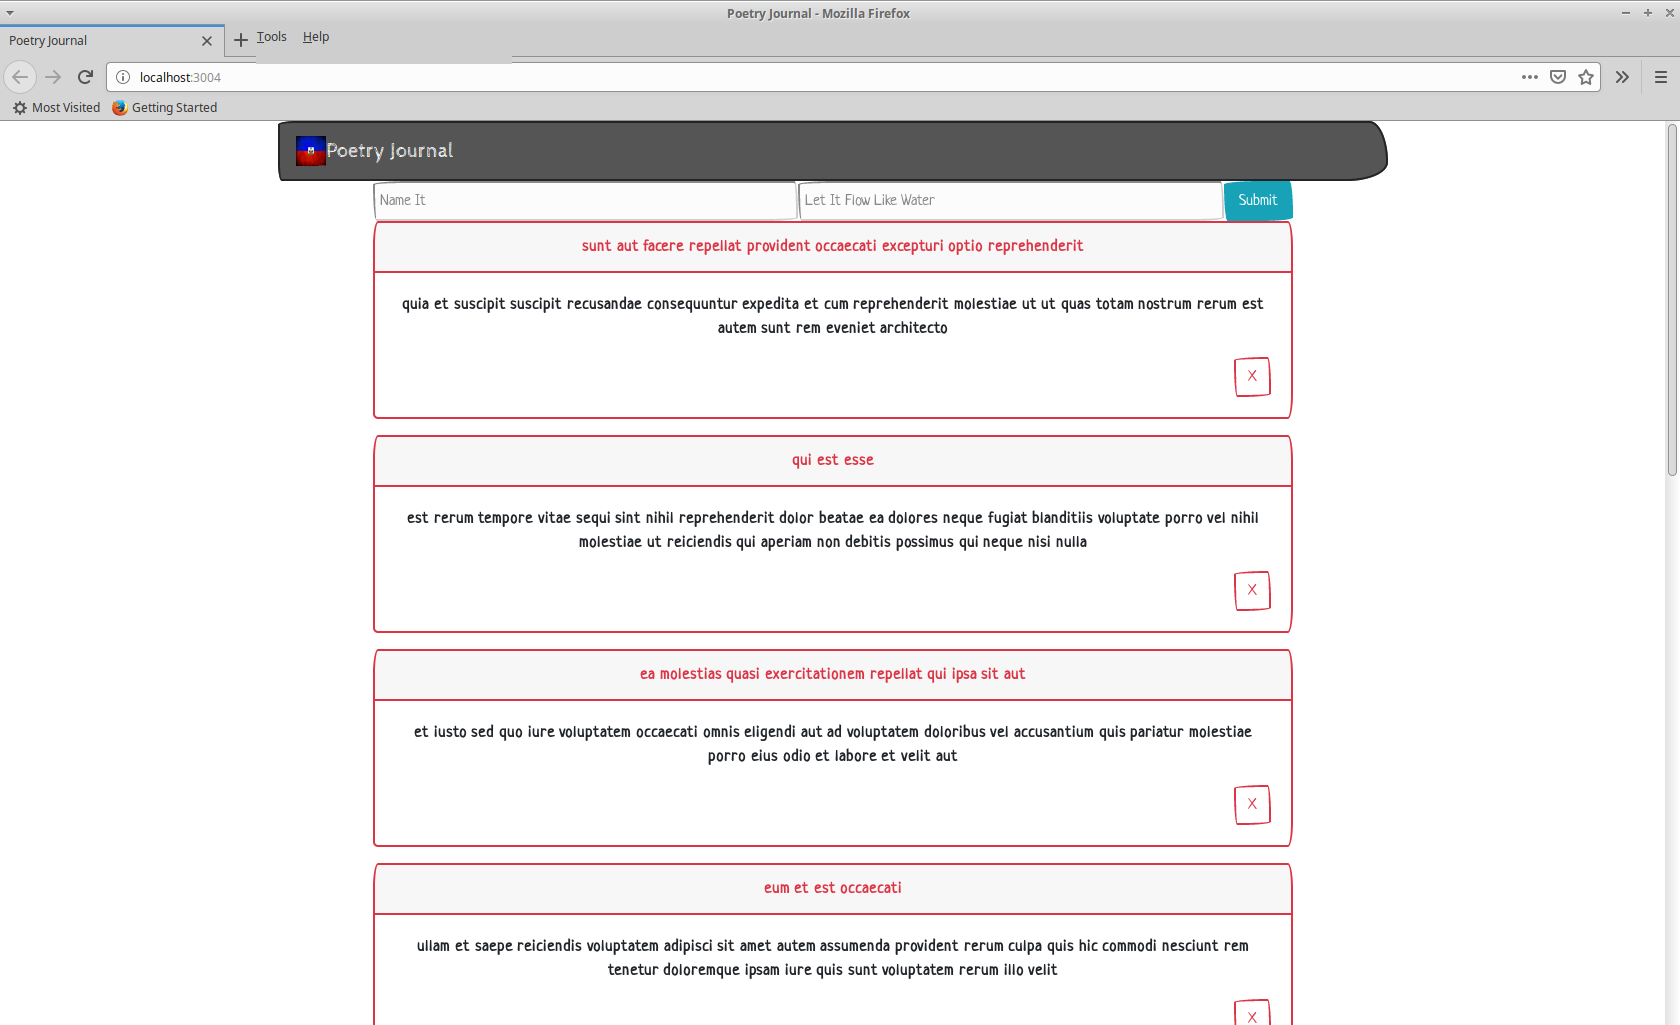 Poetry Journal - Mozilla Firefox
Poetry Journal
Tools
Help
localhost:3004
Most Visited
Getting Started
Poetry Journal
Name It
Let It Flow Like Water
Submit
sunt aut facere repellat provident occaecati excepturi optio reprehenderit
quia et suscipit suscipit recusandae consequuntur expedita et cum reprehenderit molestiae ut ut quas totam nostrum rerum est
autem sunt rem eveniet architecto
X
qui est esse
est rerum tempore vitae sequi sint nihil reprehenderit dolor beatae ea dolores neque fugiat blanditiis voluptate porro vel nihil
molestiae ut reiciendis qui aperiam non debitis possimus qui neque nisi nulla
X
ea molestias quasi exercitationem repellat qui ipsa sit aut
et iusto sed quo iure voluptatem occaecati omnis eligendi aut ad voluptatem doloribus vel accusantium quis pariatur molestiae
porro eius odio et labore et velit aut
X
eum et est occaecati
ullam et saepe reiciendis voluptatem adipisci sit amet autem assumenda provident rerum culpa quis hic commodi nesciunt rem
tenetur doloremque ipsam iure quis sunt voluptatem rerum illo velit
X